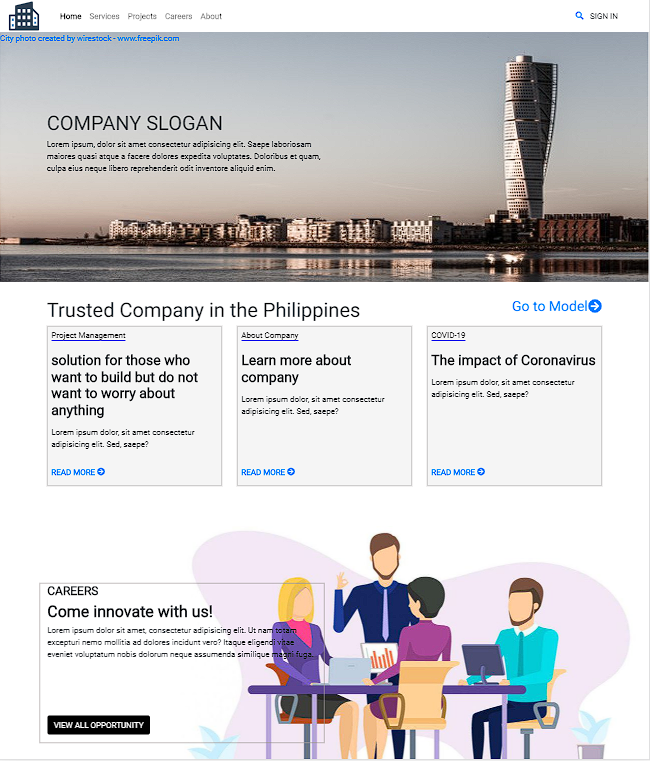 Home Services Projects Careers About SIGN IN
City photo created by wirestock - www.freepik.com
COMPANY SLOGAN
Lorem ipsum, dolor sit amet consectetur adipisicing elit. Saepe laboriosam
maiores quasi atque a facere dolores expedita voluptates. Doloribus et quam,
culpa eius neque libero reprehenderit odit inventore aliquid enim.
Trusted Company in the Philippines
Go to Model
Project Management
solution for those who
want to build but do not
want to worry about
anything
Lorem ipsum dolor, sit amet consectetur
adipisicing elit. Sed, saepe?
READ MORE
About Company
Learn more about
company
Lorem ipsum dolor, sit amet consectetur
adipisicing elit. Sed, saepe?
READ MORE
COVID-19
The impact of Coronavirus
Lorem ipsum dolor, sit amet consectetur
adipisicing elit. Sed, saepe?
READ MORE
CAREERS
Come innovate with us!
Lorem ipsum dolor sit amet, consectetur adipisicing elit. Ut nam totam
excepturi nemo mollitia ad dolores incidunt vero? Itaque eligendi vitae
eveniet voluptatum nobis dolorum neque assumenda similique magni fuga.
VIEW ALL OPPORTUNITY